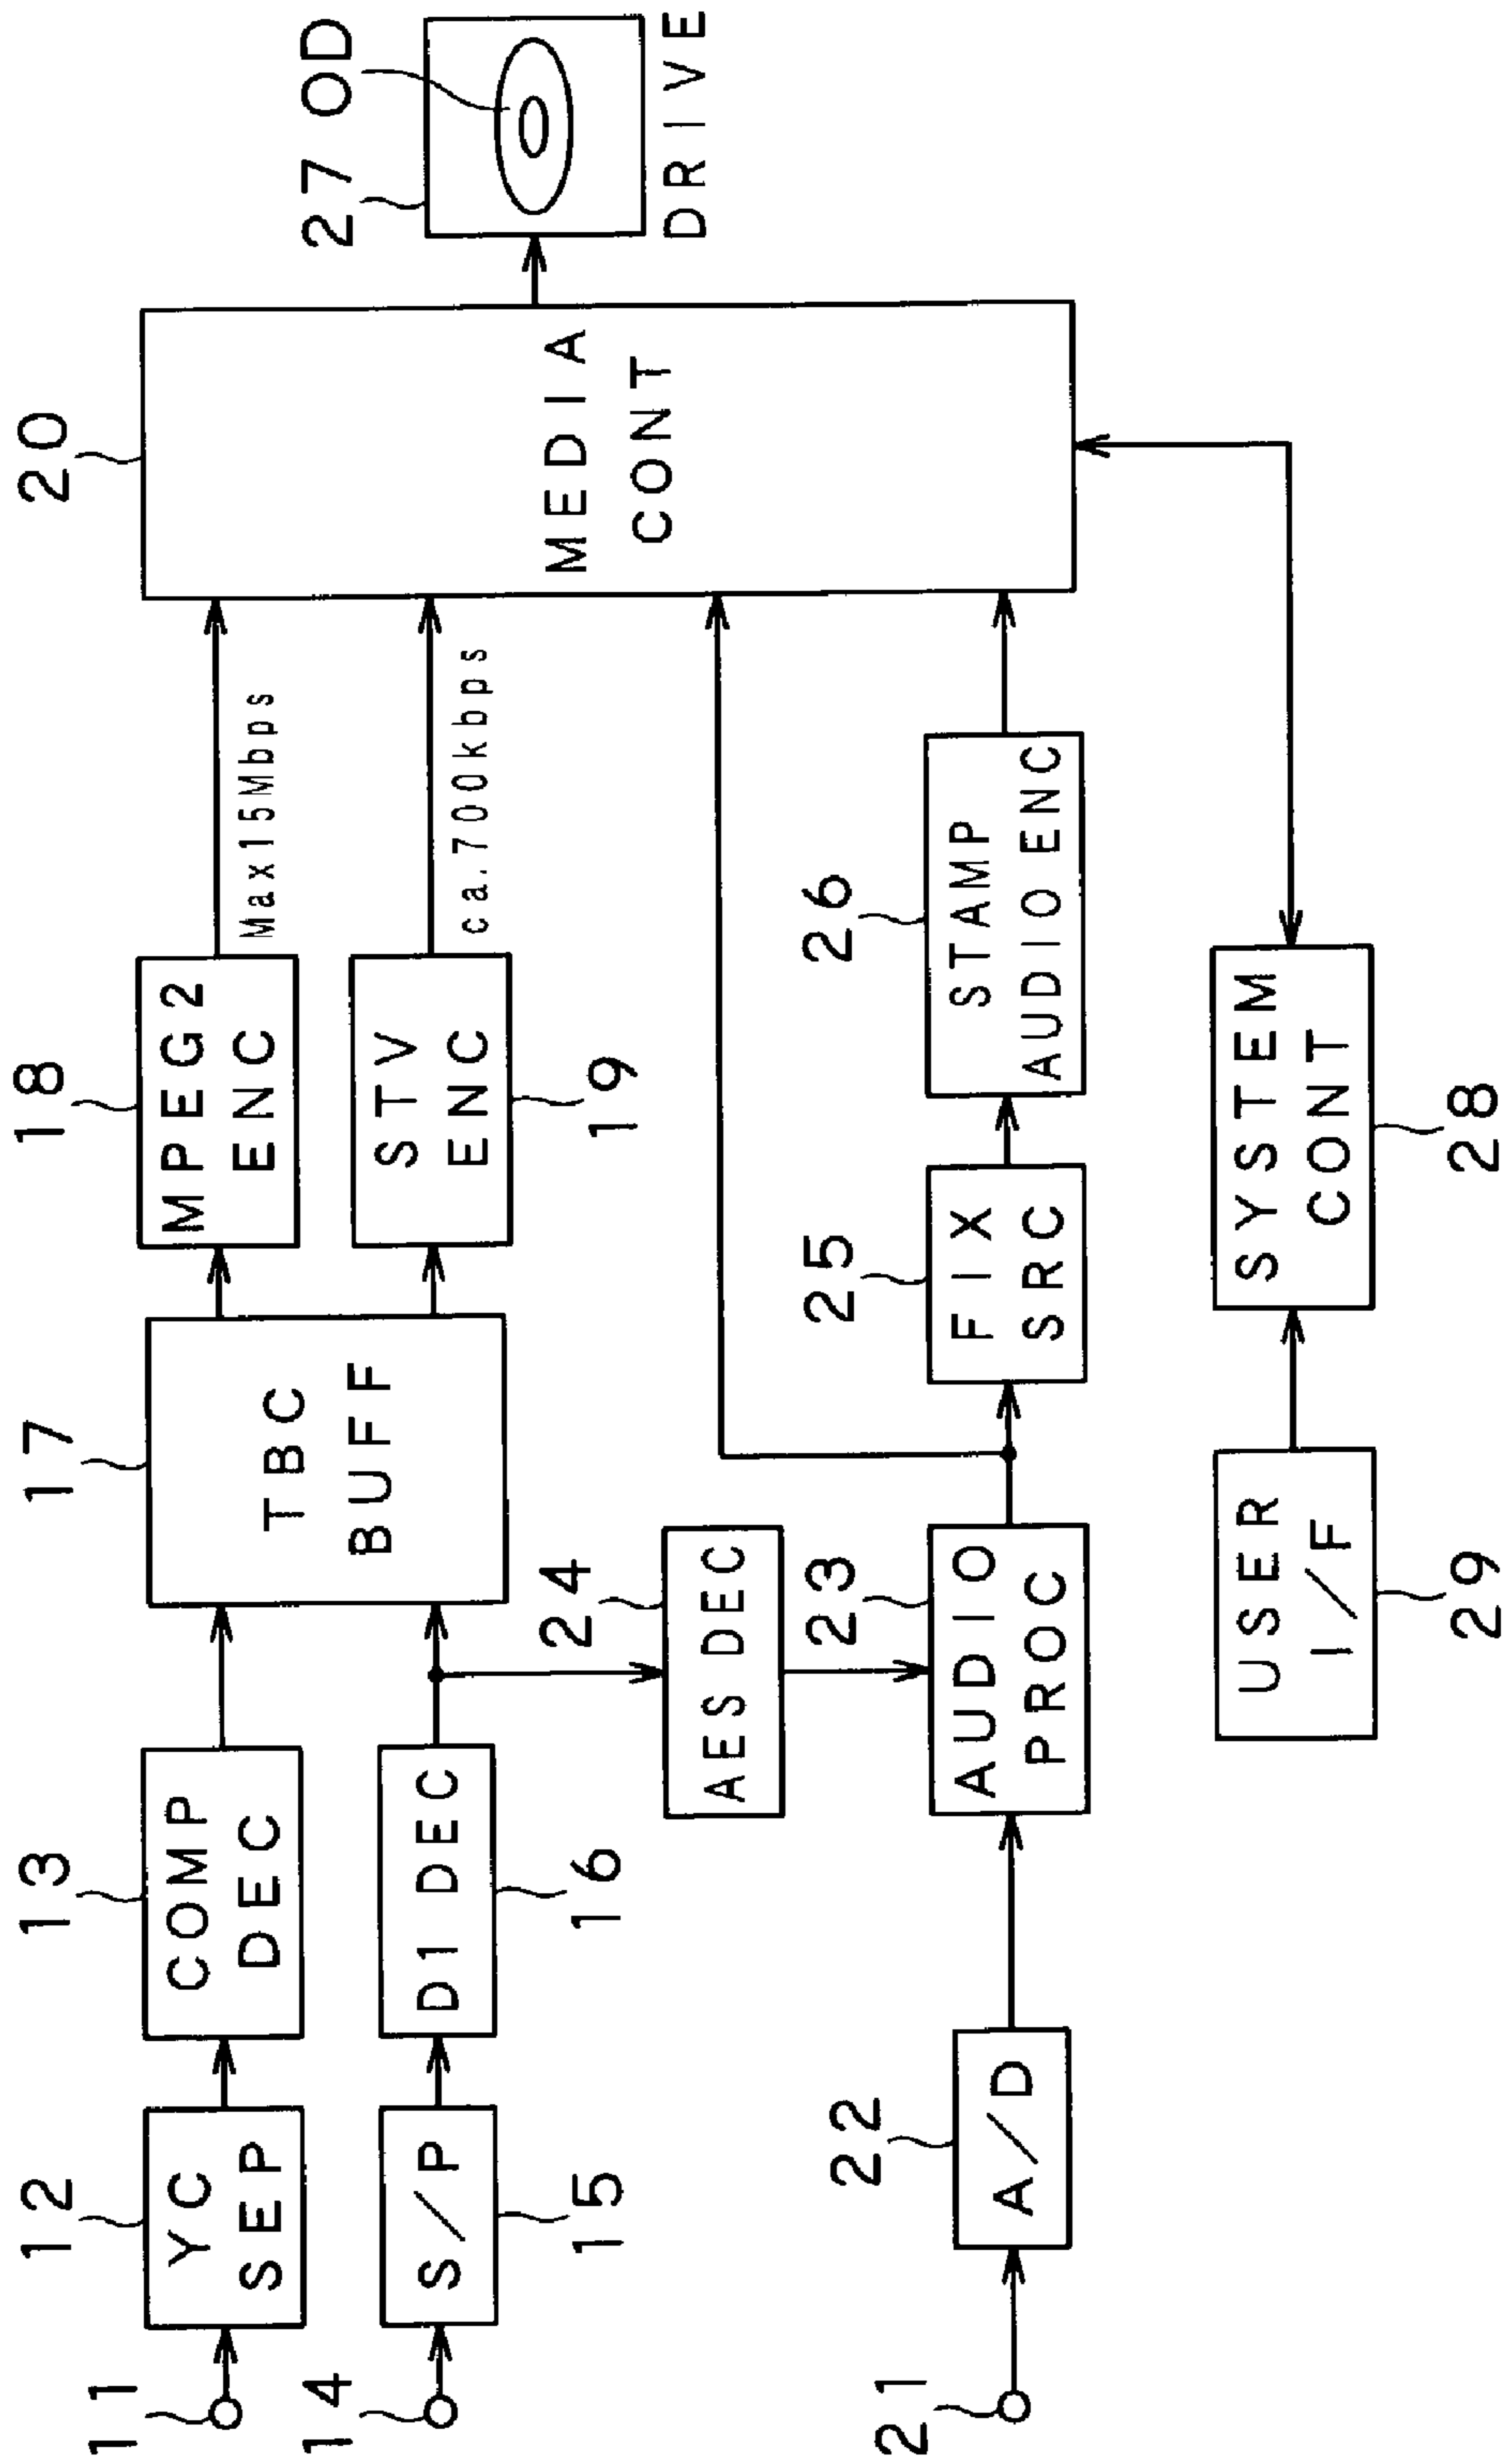 11
12
YC
SEP
13
COMP
DEC
14
S/P
15
D1 DEC
16
17
TBC
BUFF
18
MPEG2
ENC
Max15Mbps
STV
ENC
19
ca.700kbps
20
MEDIA
CONT
27
OD
DRIVE
24
AES DEC
21
22
A/D
23
AUDIO
PROC
25
FIX
SRC
26
STAMP
AUDIO ENC
USER
I/F
29
SYSTEM
CONT
28